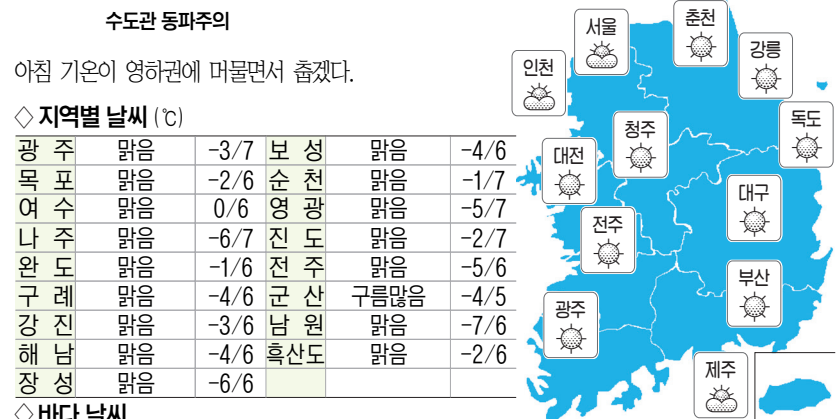 수도관 동파주의
아침 기온이 영하권에 머물면서 춥겠다.
◇ 지역별 날씨 (℃)
광 주 맑음 -3/7 보 성 맑음 -4/6
목 포 맑음 -2/6 순 천 맑음 -1/7
여 수 맑음 0/6 영 광 맑음 -5/7
나 주 맑음 -6/7 진 도 맑음 -2/7
완 도 맑음 -1/6 전 주 맑음 -5/6
구 례 맑음 -4/6 군 산 구름많음 -4/5
강 진 맑음 -3/6 남 원 맑음 -7/6
해 남 맑음 -4/6 흑산도 맑음 -2/6
장 성 맑음 -6/6
◇ 바다 날씨
서울
춘천
강릉
인천
독도
청주
대전
대구
전주
부산
광주
제주